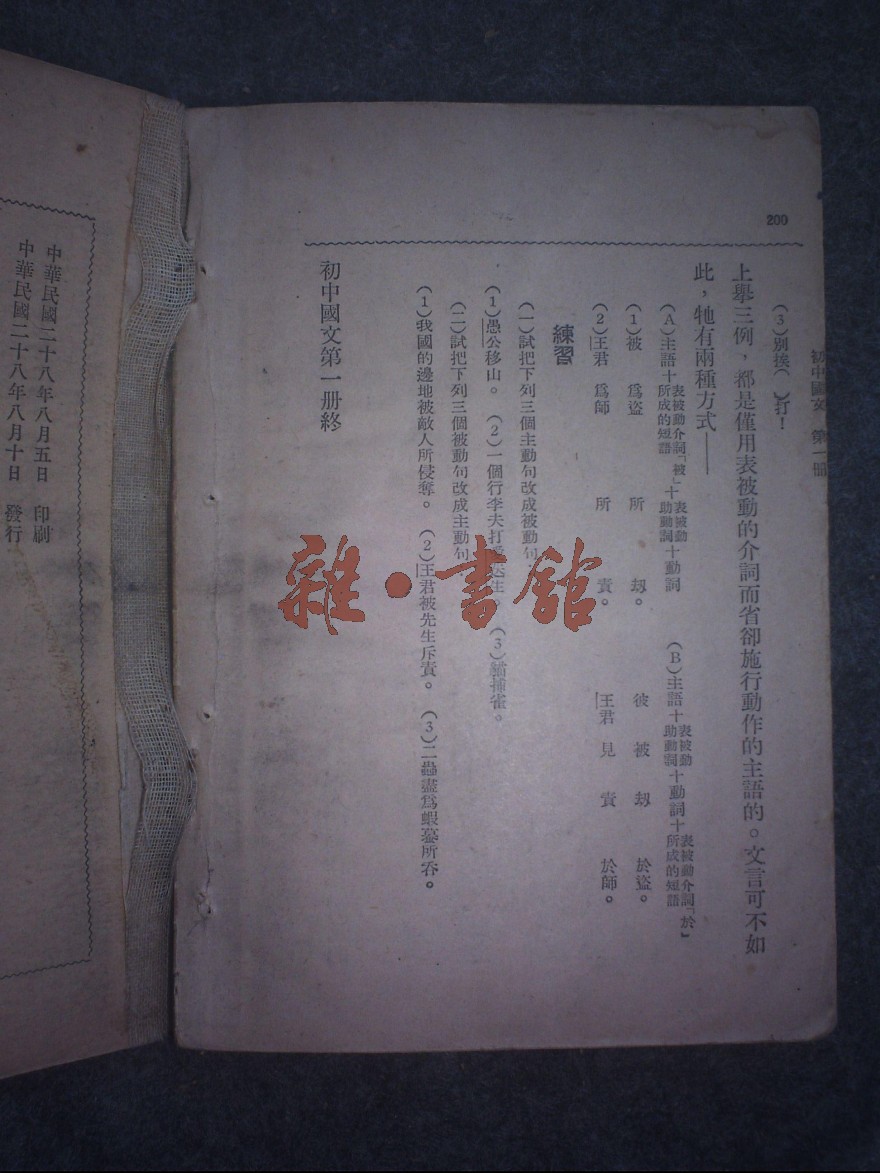 200
初中國文　第一册
（3）別挨（　）打！
上舉三例，都是僅用表被動的介詞而省卻施行動作的主語的。文言可不如
此，牠有兩種方式——
（A）主語十表被動介詞「被」所成的短語十表被動助動詞十動詞　（B）主語十表被動助動詞十動詞十表被動介詞「於」所成的短語
（1）彼　爲盜　所　刼。　彼　被　刼　於盜。
（2）王君　爲師　所　責。　王君　見　責　於師。
練習
（一）試把下列三個主動句改成被動句
（1）愚公移山。　（2）一個行李夫打　（3）貓捕雀。
（二）試把下列三個被動句改成主動句
（1）我國的邊地被敵人所侵奪。　（2）王君被先生斥責。　（3）二蟲盡爲蝦蟇所吞。
初中國文第一册終
中華民國二十八年八月五日　印刷
中華民國二十八年八月十日　發行
雜·書館